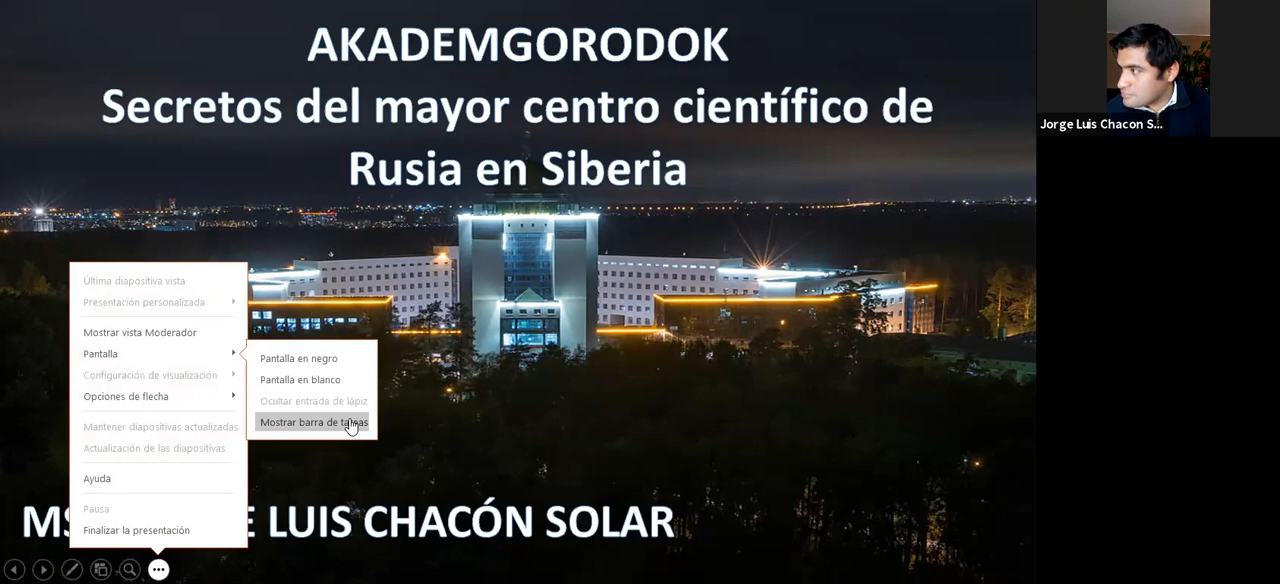 AKADEMGORODOK
Secretos del mayor centro científico de
Rusia en Siberia
Jorge Luis Chacon S...
Última diapositiva vista
Presentación personalizada
Mostrar vista Moderador
Pantalla
Configuración de visualización
Opciones de flecha
Mantener diapositivas actualizadas
Actualización de las diapositivas
Ayuda
Pausa
Finalizar la presentación
Pantalla en negro
Pantalla en blanco
Ocultar entrada de lápiz
Mostrar barra de tareas
LUIS CHACÓN SOLAR